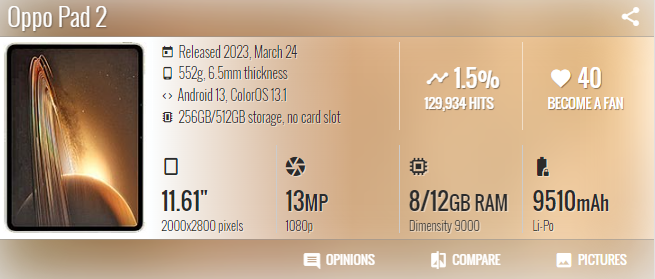 Oppo Pad 2
Released 2023, March 24
552g, 6.5mm thickness
Android 13, ColorOS 13.1
256GB/512GB storage, no card slot
1.5%
129,934 HITS
40
BECOME A FAN
11.61"
2000x2800 pixels
13MP
1080p
8/12GB RAM
Dimensity 9000
9510mAh
Li-Po
OPINIONS
COMPARE
PICTURES